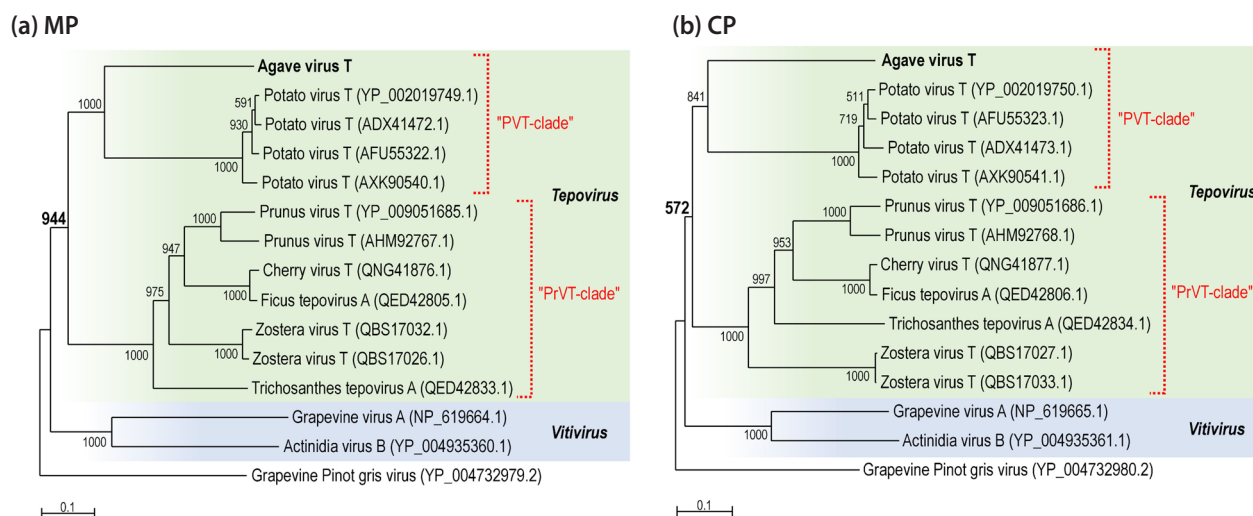 (a) MP
Agave virus T
Potato virus T (YP_002019749.1)
Potato virus T (ADX41472.1)
Potato virus T (AFU55322.1)
Potato virus T (AXK90540.1)
Prunus virus T (YP_009051685.1)
Prunus virus T (AHM92767.1)
Cherry virus T (QNG41876.1)
Ficus tepovirus A (QED42805.1)
Zostera virus T (QBS17032.1)
Zostera virus T (QBS17026.1)
Trichosanthes tepovirus A (QED42833.1)
Grapevine virus A (NP_619664.1)
Actinidia virus B (YP_004935360.1)
Grapevine Pinot gris virus (YP_004732979.2)
1000
591
930
1000
944
1000
947
1000
975
1000
1000
1000
"PVT-clade"
Tepovirus
"PrVT-clade"
Vitivirus
0.1
(b) CP
Agave virus T
Potato virus T (YP_002019750.1)
Potato virus T (AFU55323.1)
Potato virus T (ADX41473.1)
Potato virus T (AXK90541.1)
Prunus virus T (YP_009051686.1)
Prunus virus T (AHM92768.1)
Cherry virus T (QNG41877.1)
Ficus tepovirus A (QED42806.1)
Trichosanthes tepovirus A (QED42834.1)
Zostera virus T (QBS17027.1)
Zostera virus T (QBS17033.1)
Grapevine virus A (NP_619665.1)
Actinidia virus B (YP_004935361.1)
Grapevine Pinot gris virus (YP_004732980.2)
841
511
719
1000
572
1000
953
1000
997
1000
1000
1000
"PVT-clade"
Tepovirus
"PrVT-clade"
Vitivirus
0.1